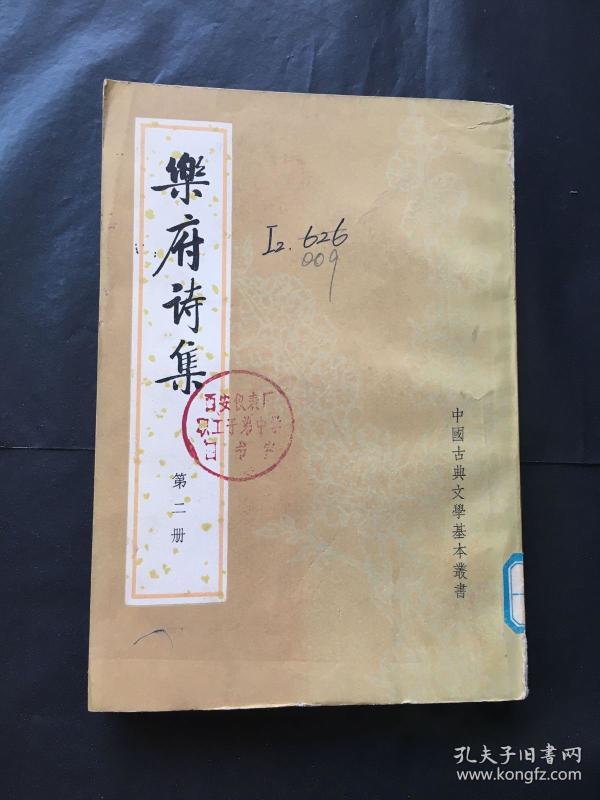 樂府詩集
第二册
I2.626
009
西安仪表厂
职工子弟中学
图书室
中國古典文學基本叢書
孔夫子旧书网
www.kongfz.com